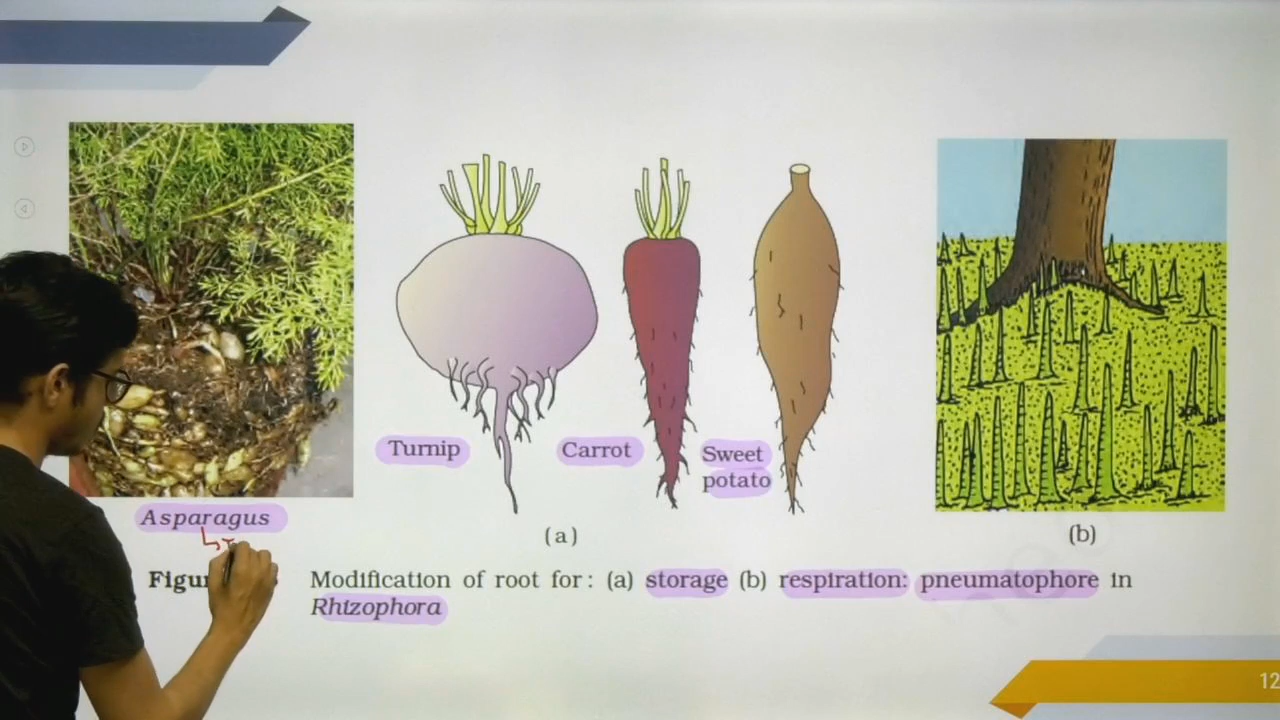 Turnip
Carrot
Sweet
potato
Asparagus
(a)
(b)
Modification of root for: (a) storage (b) respiration: pneumatophore in
Rhizophora
12